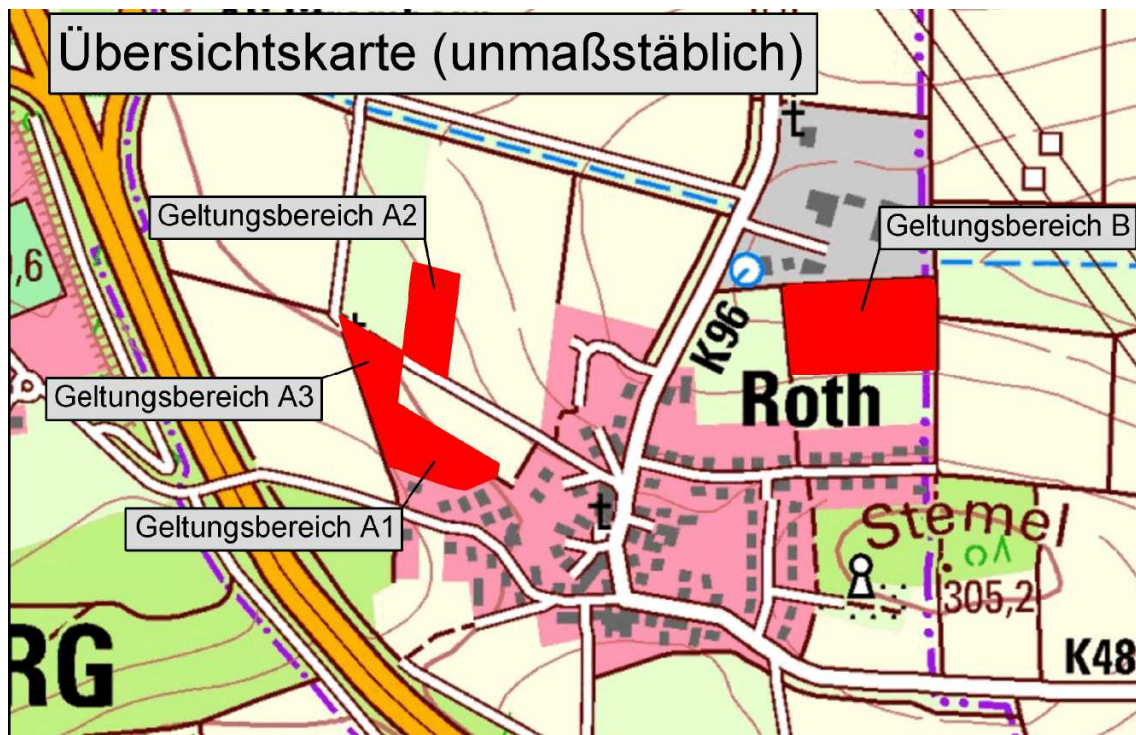 Übersichtskarte (unmaßstäblich)
Geltungsbereich A2
Geltungsbereich B
K96
Geltungsbereich A3
Roth
Geltungsbereich A1
Stemel
305,2
RG
K48